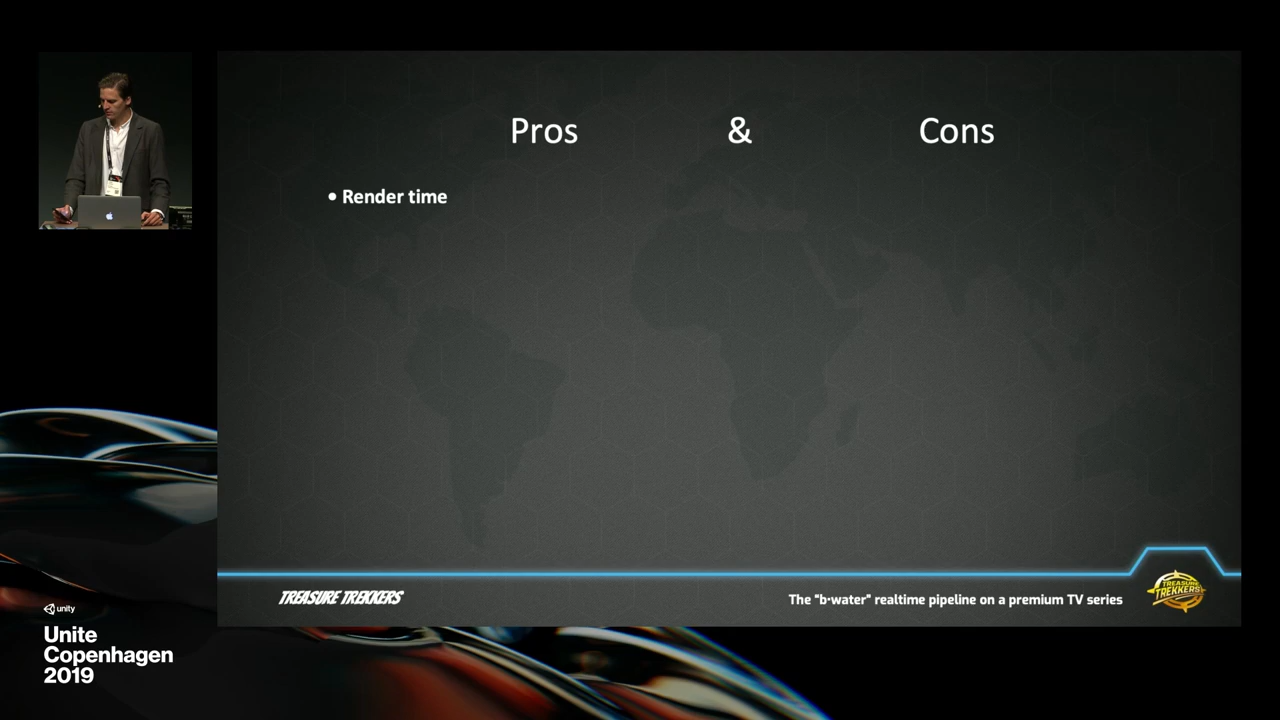 Pros & Cons
• Render time
TREASURE TREKKERS
The "b·water" realtime pipeline on a premium TV series
TREASURE
TREKKERS
unity
Unite
Copenhagen
2019